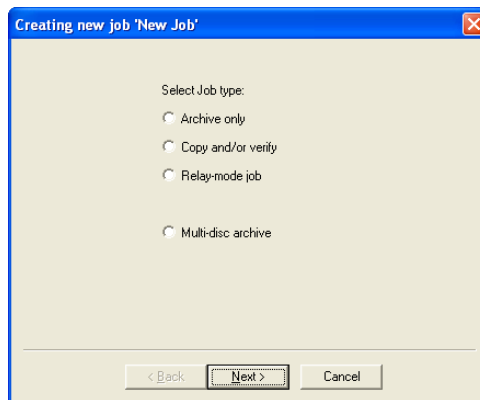 Creating new job 'New Job'
Select Job type:
Archive only
Copy and/or verify
Relay-mode job
Multi-disc archive
< Back Next > Cancel